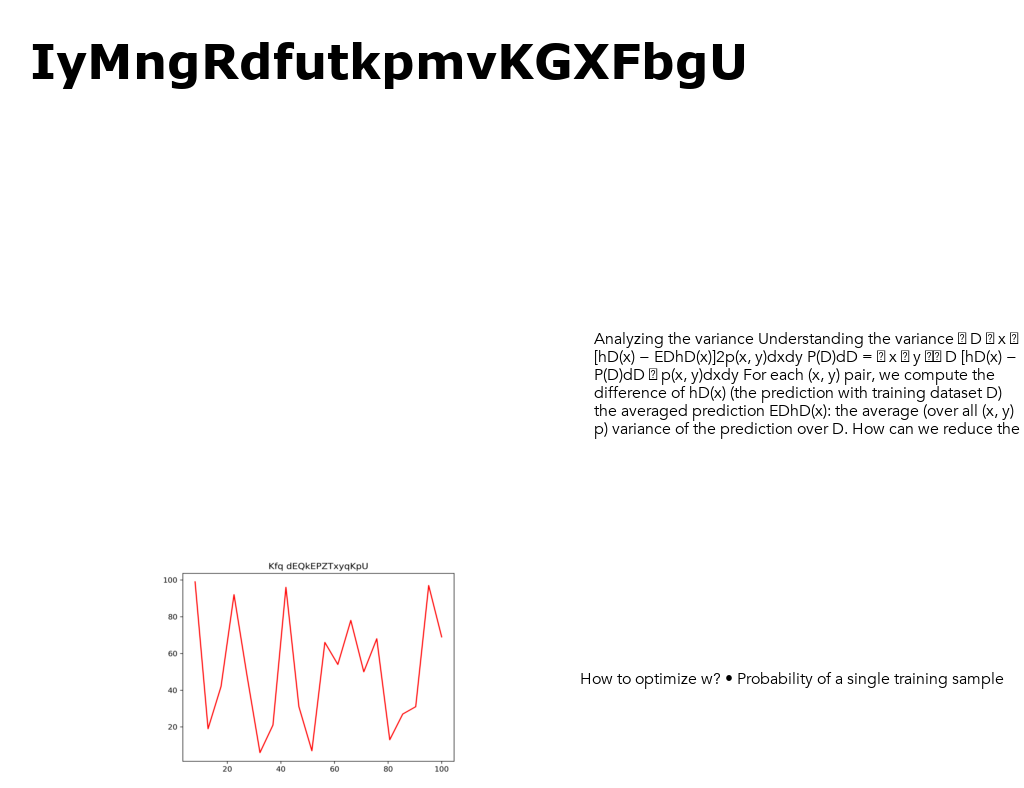 IyMngRdfutkpmvKGXFbgU
Analyzing the variance Understanding the variance � D � x �
[hD(x) − EDhD(x)]2p(x, y)dxdy P(D)dD = � x � y �� D [hD(x) −
P(D)dD � p(x, y)dxdy For each (x, y) pair, we compute the
difference of hD(x) (the prediction with training dataset D)
the averaged prediction EDhD(x): the average (over all (x, y)
p) variance of the prediction over D. How can we reduce the
Kfq dEQkEPZTxyqKpU
100
80
60
40
20
20 40 60 80 100
How to optimize w? • Probability of a single training sample